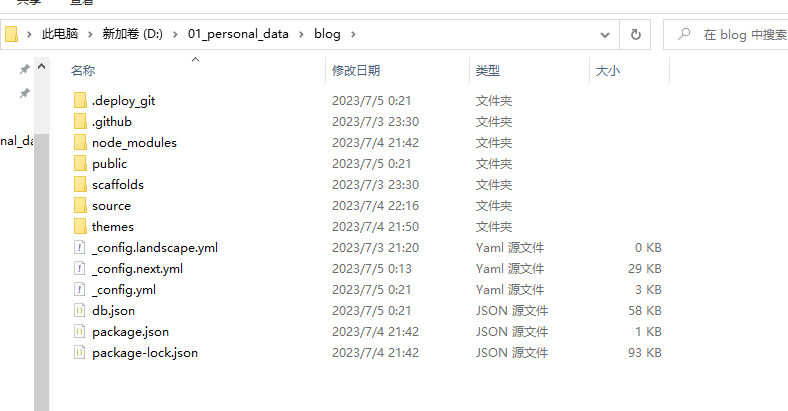 共享 查看
此电脑 新加卷 (D:) 01_personal_data blog 在 blog 中搜索
名称 修改日期 类型 大小
.deploy_git 2023/7/5 0:21 文件夹
.github 2023/7/3 23:30 文件夹
node_modules 2023/7/4 21:42 文件夹
nal_da
public 2023/7/5 0:21 文件夹
scaffolds 2023/7/3 23:30 文件夹
source 2023/7/4 22:16 文件夹
themes 2023/7/4 21:50 文件夹
_config.landscape.yml 2023/7/3 21:20 Yaml 源文件 0 KB
_config.next.yml 2023/7/5 0:13 Yaml 源文件 29 KB
_config.yml 2023/7/5 0:21 Yaml 源文件 3 KB
db.json 2023/7/5 0:21 JSON 源文件 58 KB
package.json 2023/7/4 21:42 JSON 源文件 1 KB
package-lock.json 2023/7/4 21:42 JSON 源文件 93 KB